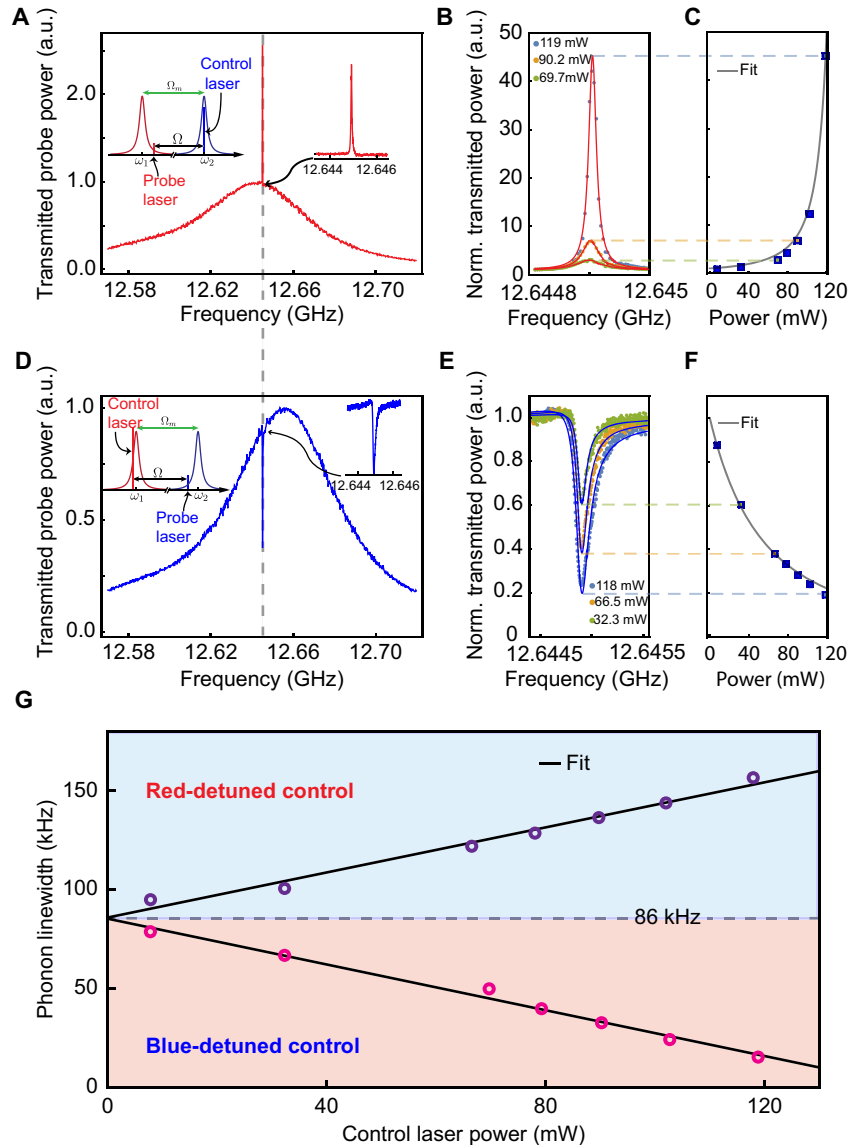 A
Transmitted probe power (a.u.)
2.0
1.0
0.0
12.58
12.62
12.66
12.70
Frequency (GHz)
Control
laser
Ωm
Ω
ω1
ω2
Probe
laser
12.644
12.646
B
Norm. transmitted power (a.u.)
50
40
30
20
10
0
119 mW
90.2 mW
69.7mW
12.6448
12.645
Frequency (GHz)
C
Fit
0
40
80
120
Power (mW)
D
Transmitted probe power (a.u.)
1.0
0.5
0.0
12.58
12.62
12.66
12.70
Frequency (GHz)
Control
laser
Ωm
Ω
ω1
ω2
Probe
laser
12.644
12.646
E
Norm. transmitted power (a.u.)
1.0
0.8
0.6
0.4
0.2
0
118 mW
66.5 mW
32.3 mW
12.6445
12.6455
Frequency (GHz)
F
Fit
0
40
80
120
Power (mW)
G
Phonon linewidth (kHz)
150
100
50
0
Fit
Red-detuned control
86 kHz
Blue-detuned control
0
40
80
120
Control laser power (mW)